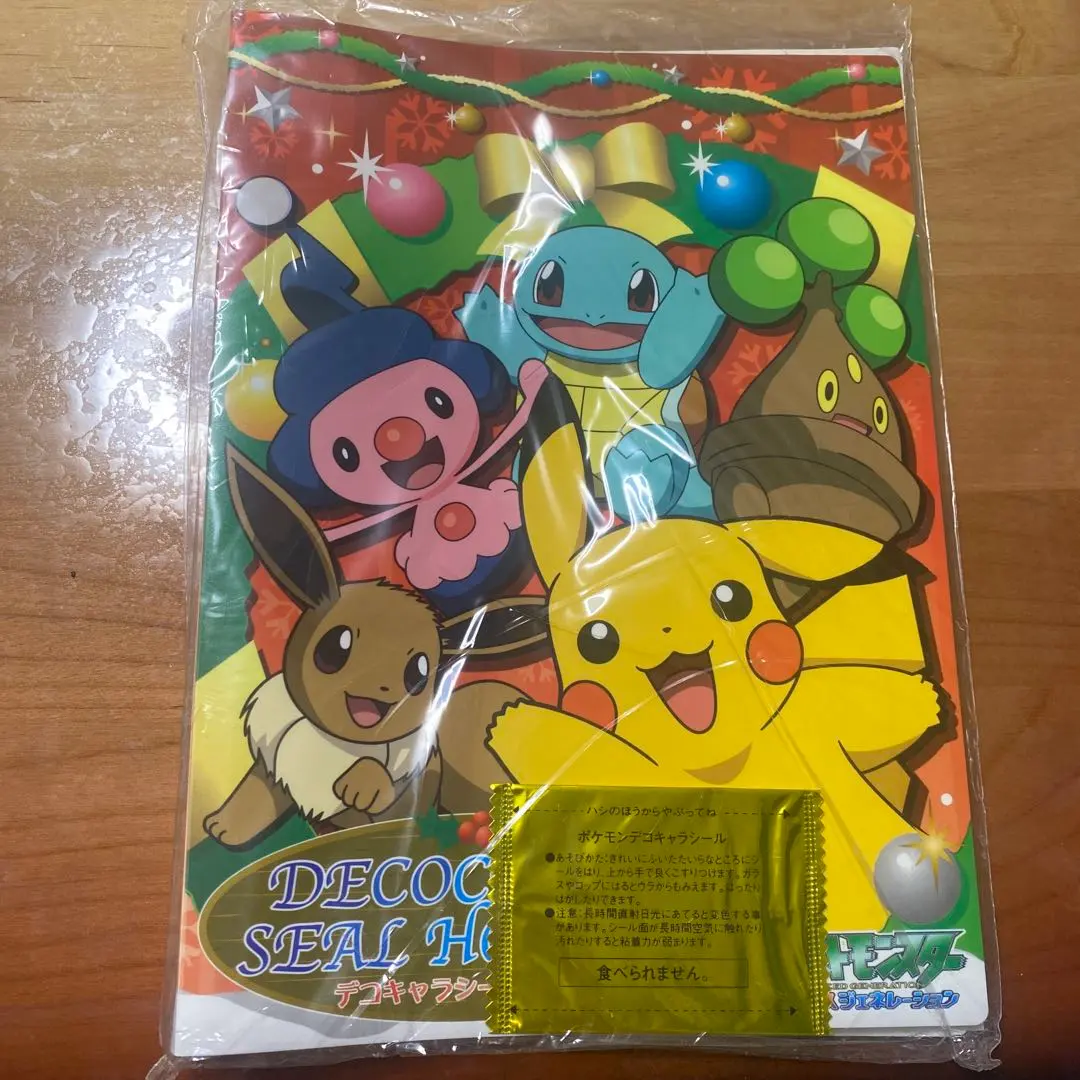 ハシのほうからやぶってね
ポケモンデコキャラシール
●あそびかた:きれいにふいたたいらなところにシ
ールをはり、上から手で良くこすりつけます。ガラ
スやコップにはるとウラからもみえます。はったり
はがしたりできます。
●注意:長時間直射日光にあてると変色する事
があります。シール面が長時間空気に触れたり
汚れたりすると粘着力が弱まります。
食べられません。
DECOC
SEAL He
デコキャラシー
トモンスター
ED GENERATION
ジェネレーション